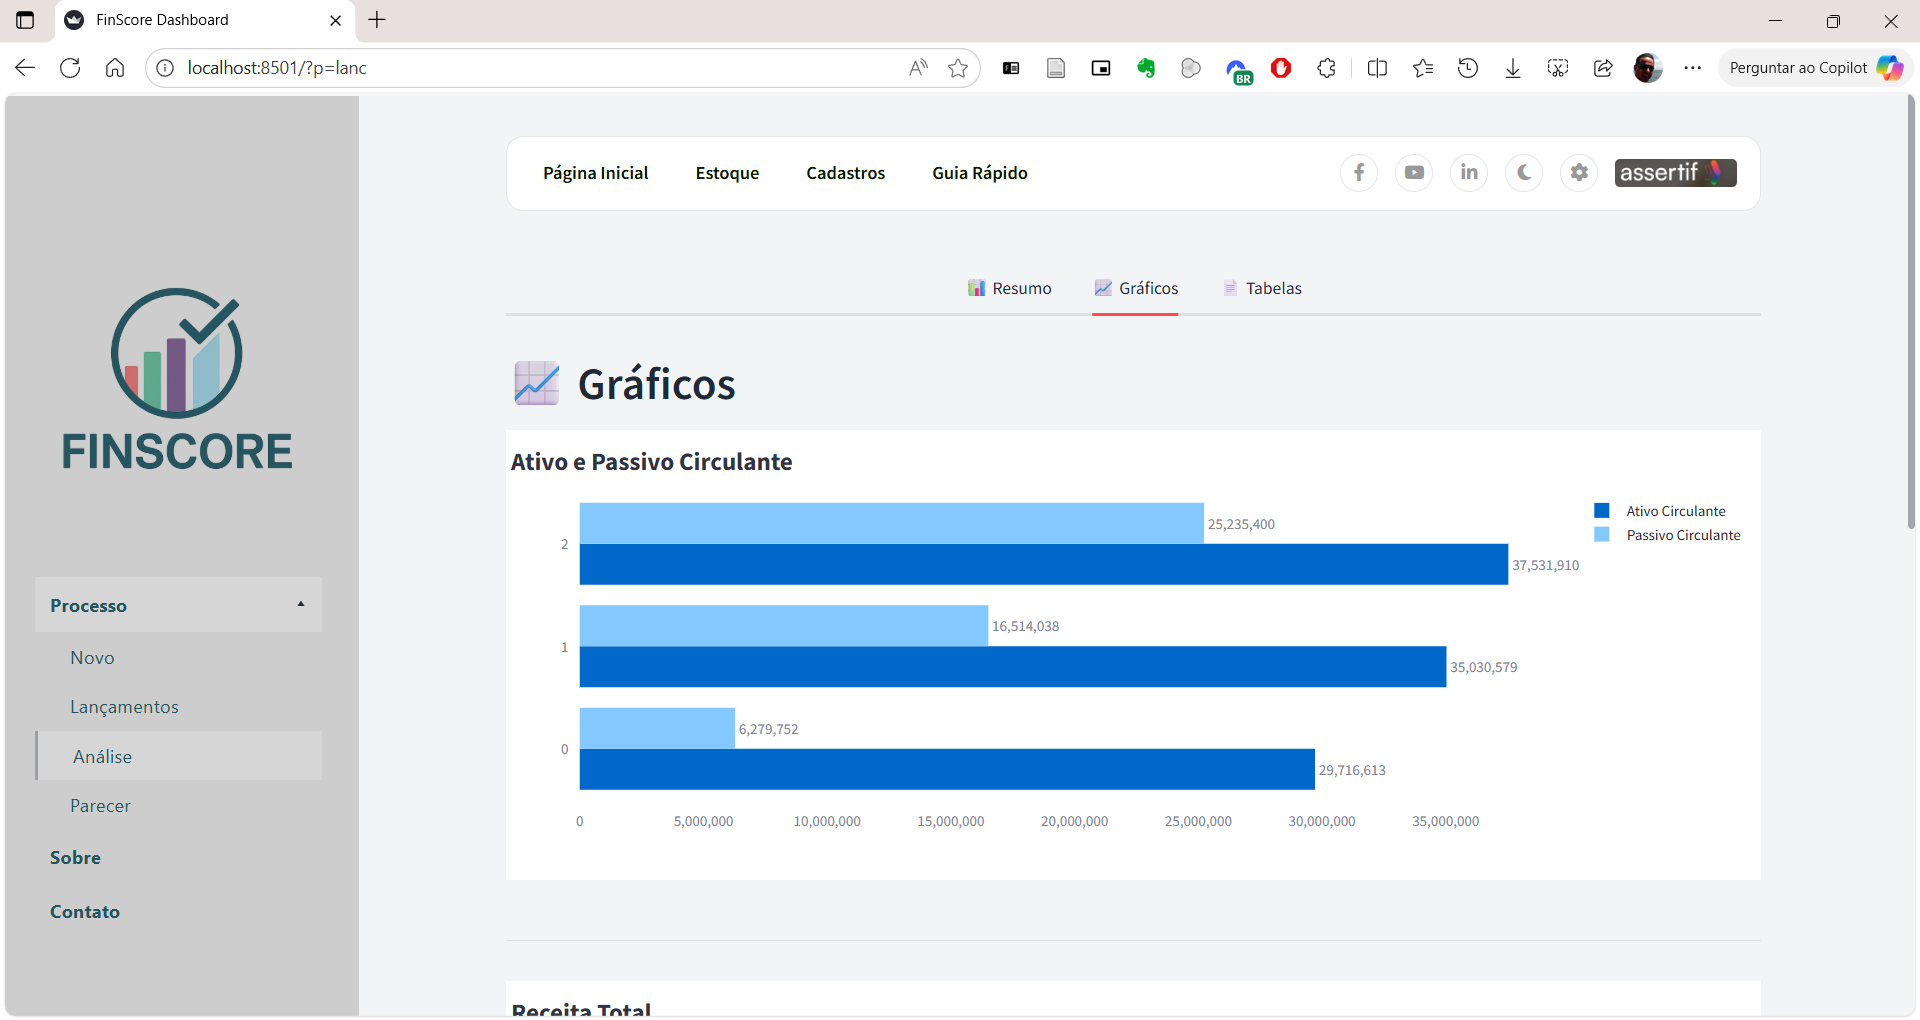 FinScore Dashboard
localhost:8501/?p=lanc
BR
Perguntar ao Copilot
Página Inicial
Estoque
Cadastros
Guia Rápido
assertif
Resumo
Gráficos
Tabelas
FINSCORE
Processo
Novo
Lançamentos
Análise
Parecer
Sobre
Contato
Gráficos
Ativo e Passivo Circulante
Ativo Circulante
Passivo Circulante
25,235,400
2
37,531,910
16,514,038
1
35,030,579
6,279,752
0
29,716,613
0
5,000,000
10,000,000
15,000,000
20,000,000
25,000,000
30,000,000
35,000,000
Receita Total